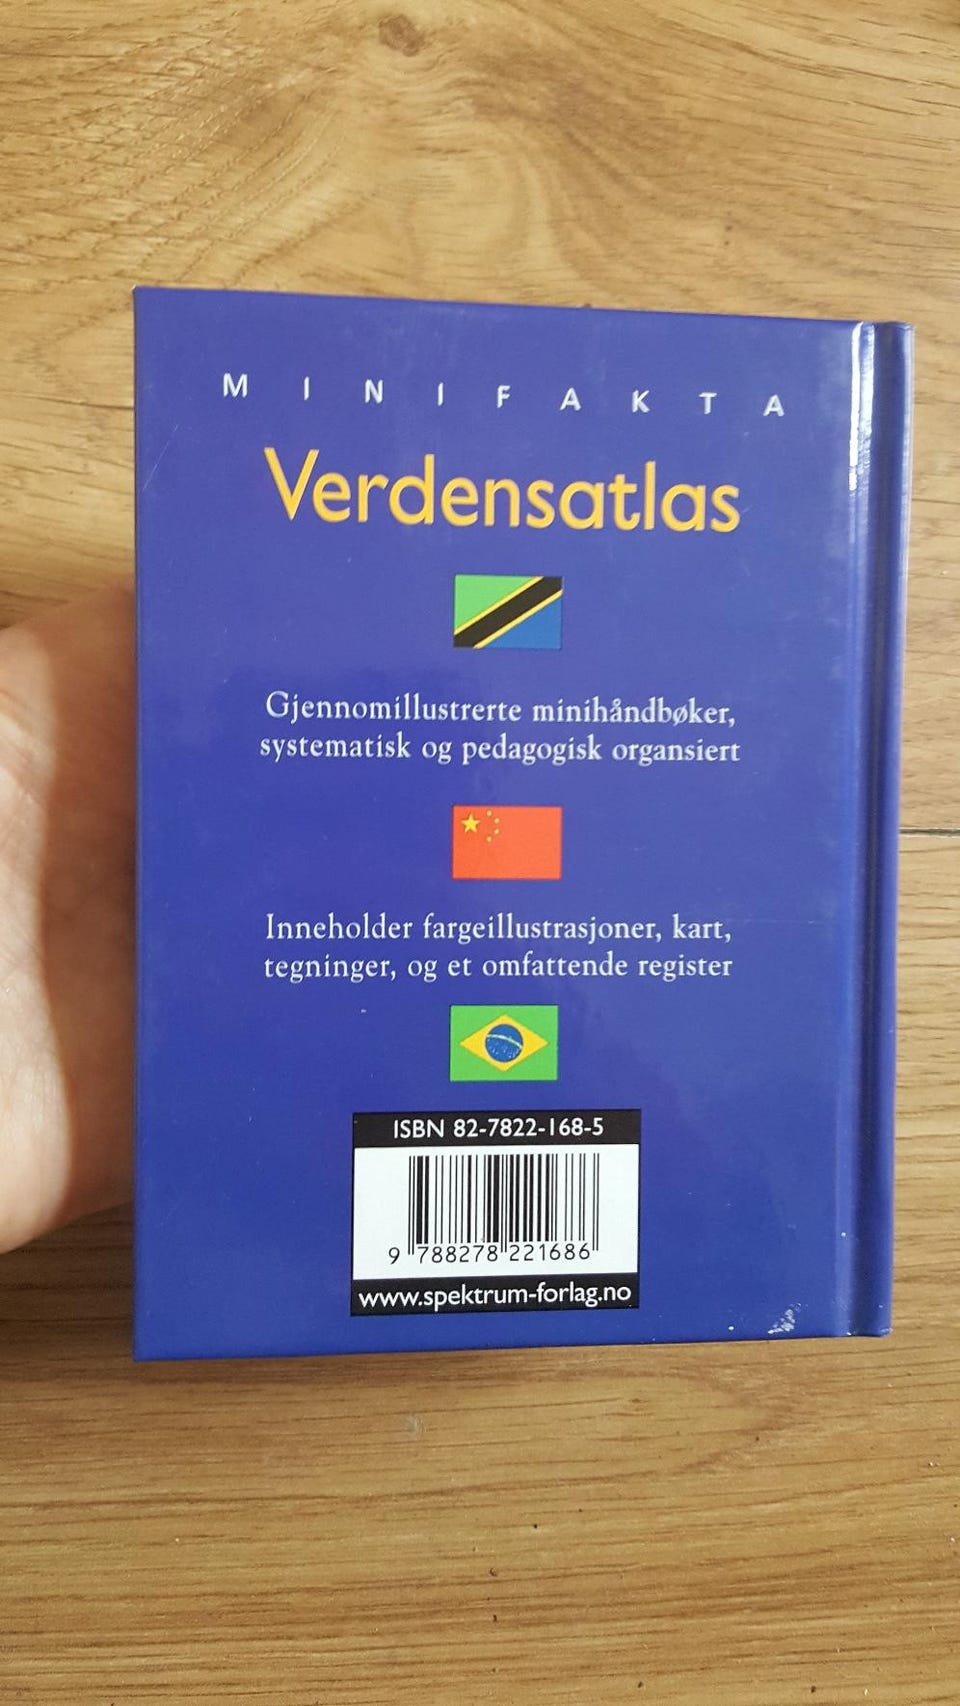 MINIFAKTA
Verdensatlas
Gjennomillustrerte minihåndbøker,
systematisk og pedagogisk organsiert
Inneholder fargeillustrasjoner, kart,
tegninger, og et omfattende register
ISBN 82-7822-168-5
9 788278 221686
www.spektrum-forlag.no